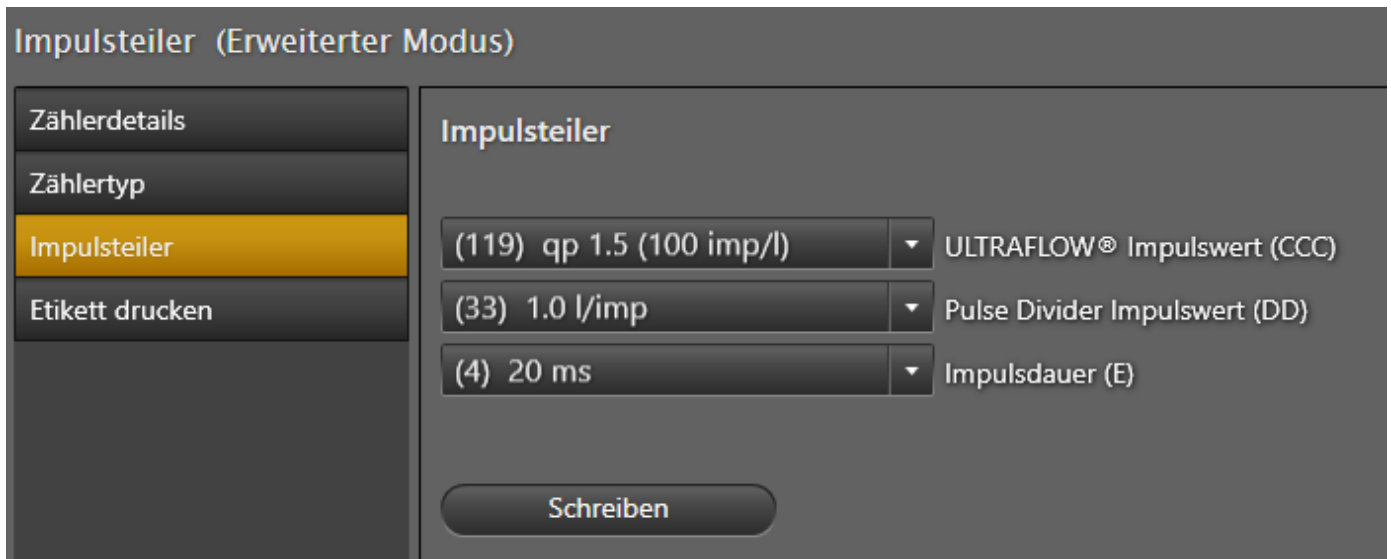 Impulsteiler (Erweiterter Modus)
Zählerdetails
Zählertyp
Impulsteiler
Etikett drucken
Impulsteiler
(119) qp 1.5 (100 imp/l) ULTRAFLOW® Impulswert (CCC)
(33) 1.0 l/imp Pulse Divider Impulswert (DD)
(4) 20 ms Impulsdauer (E)
Schreiben